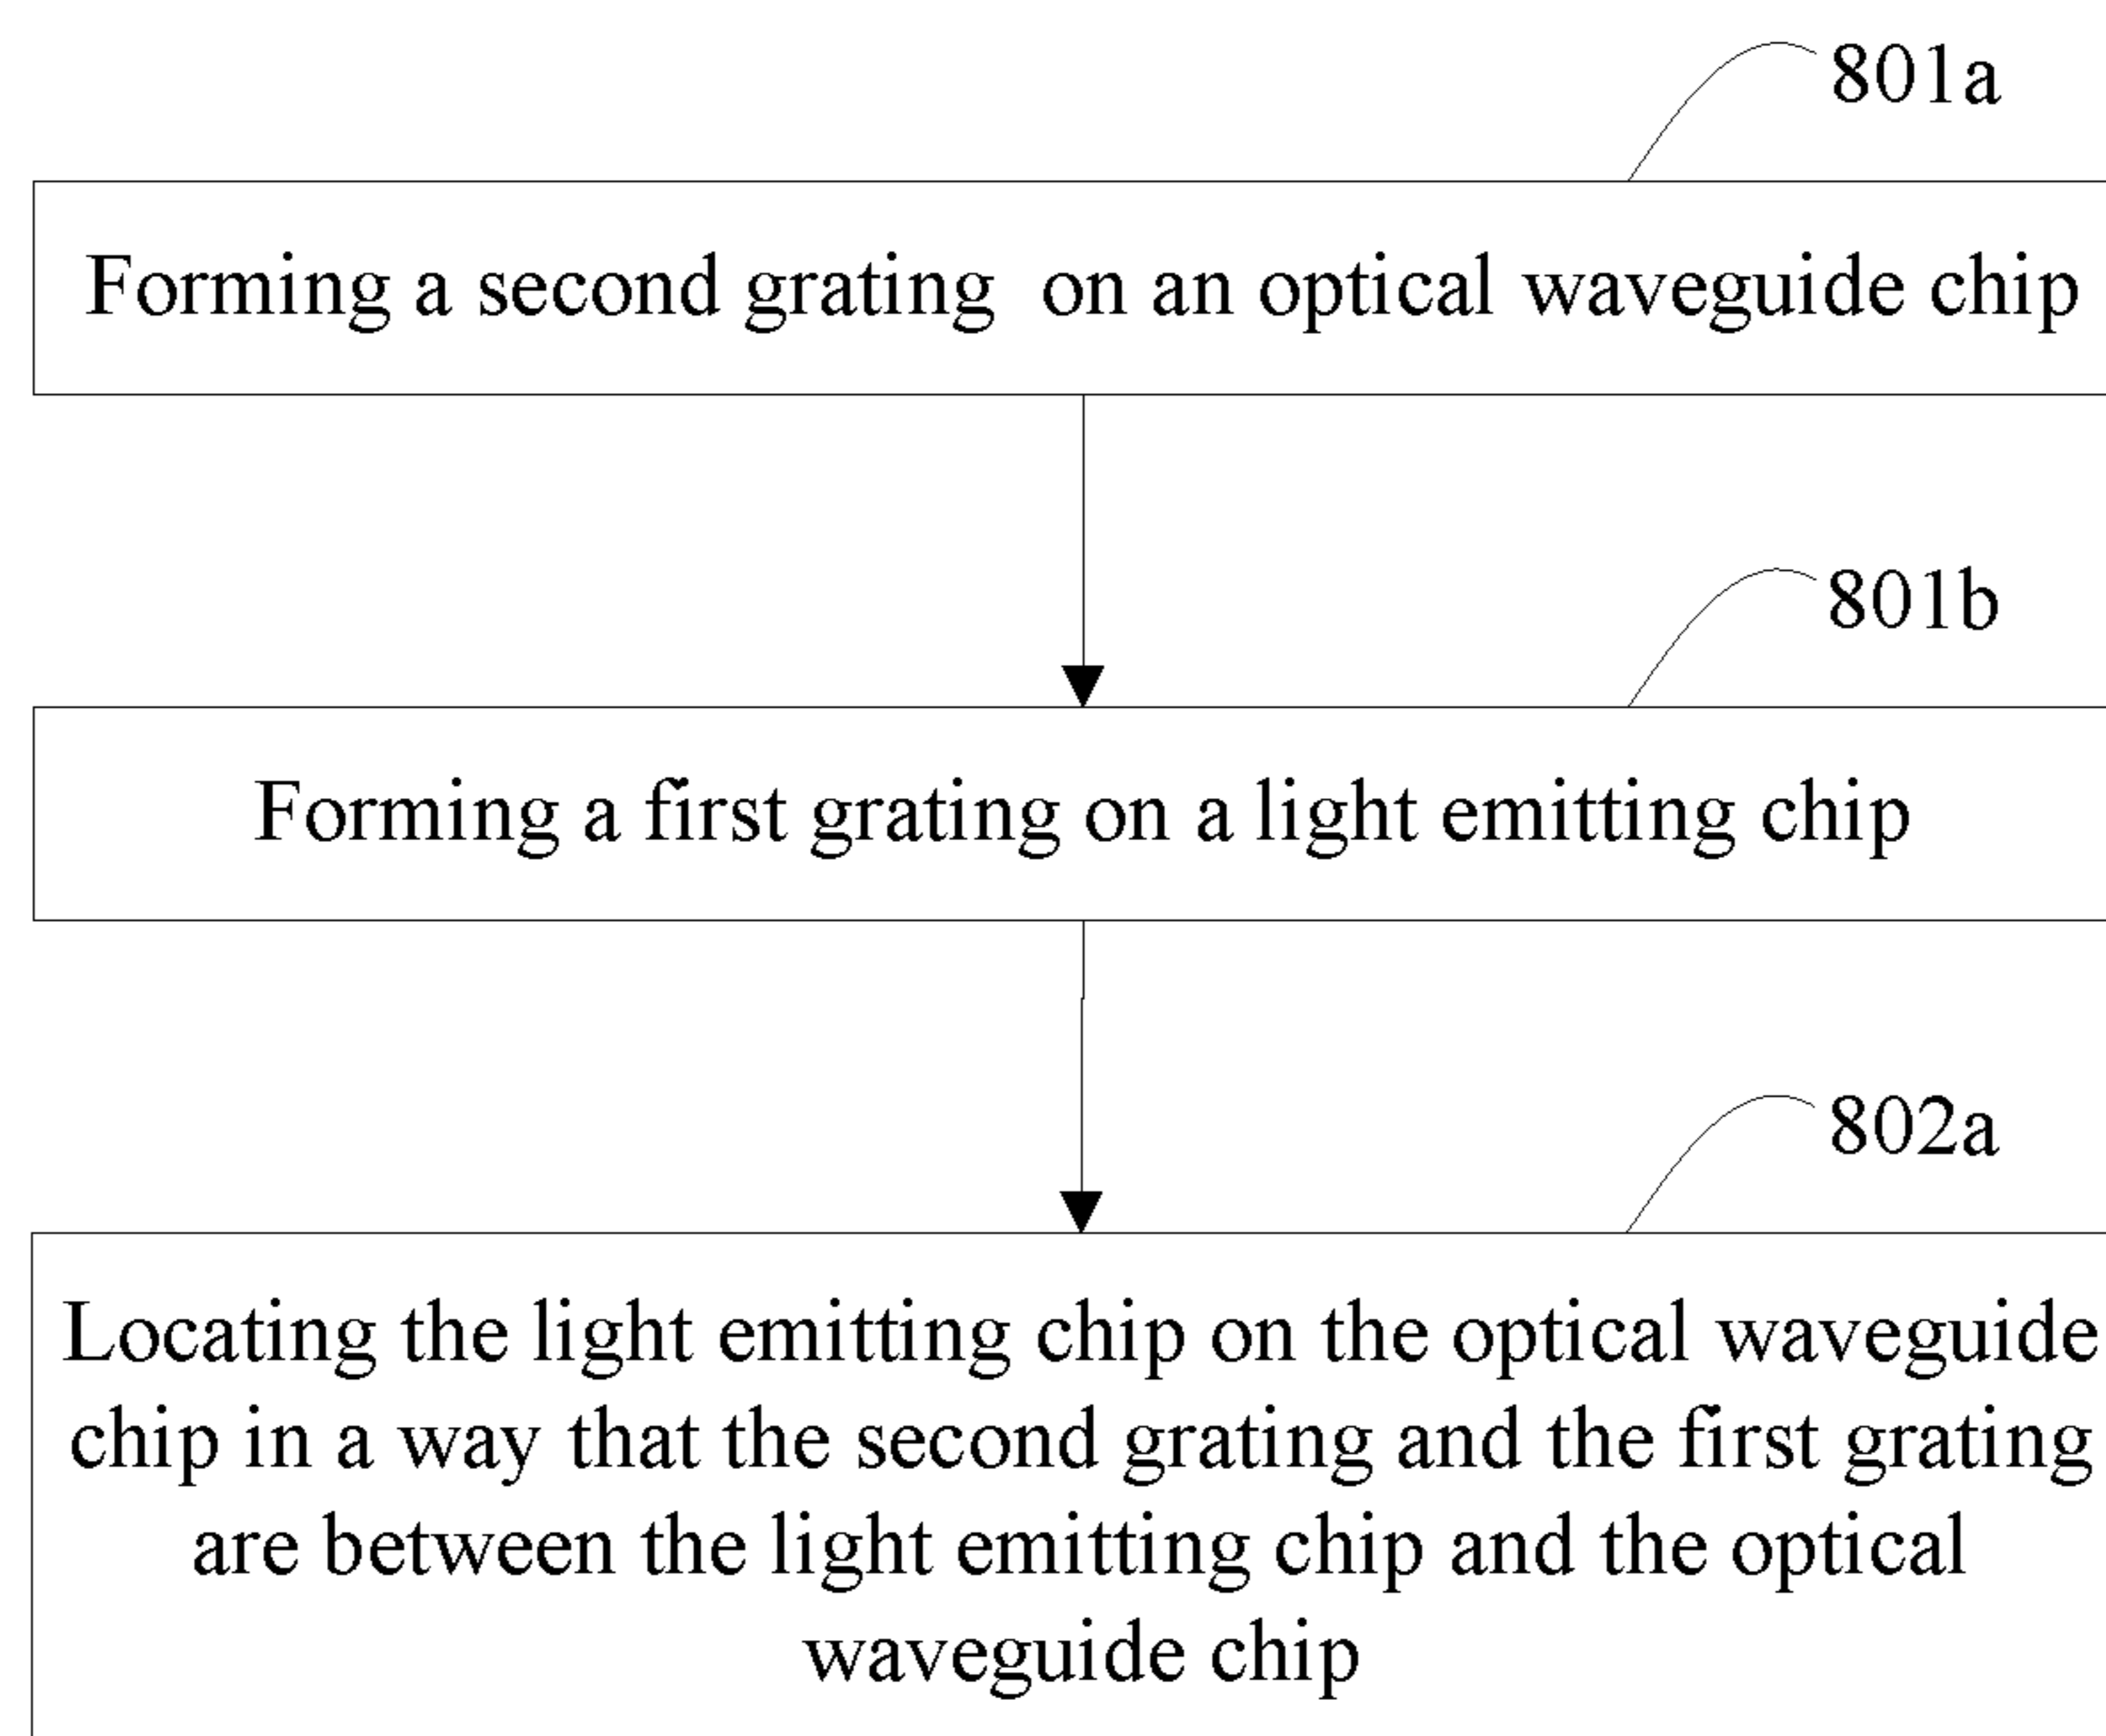 801a
Forming a second grating  on an optical waveguide chip
801b
Forming a first grating on a light emitting chip
802a
Locating the light emitting chip on the optical waveguide
chip in a way that the second grating and the first grating
are between the light emitting chip and the optical
waveguide chip